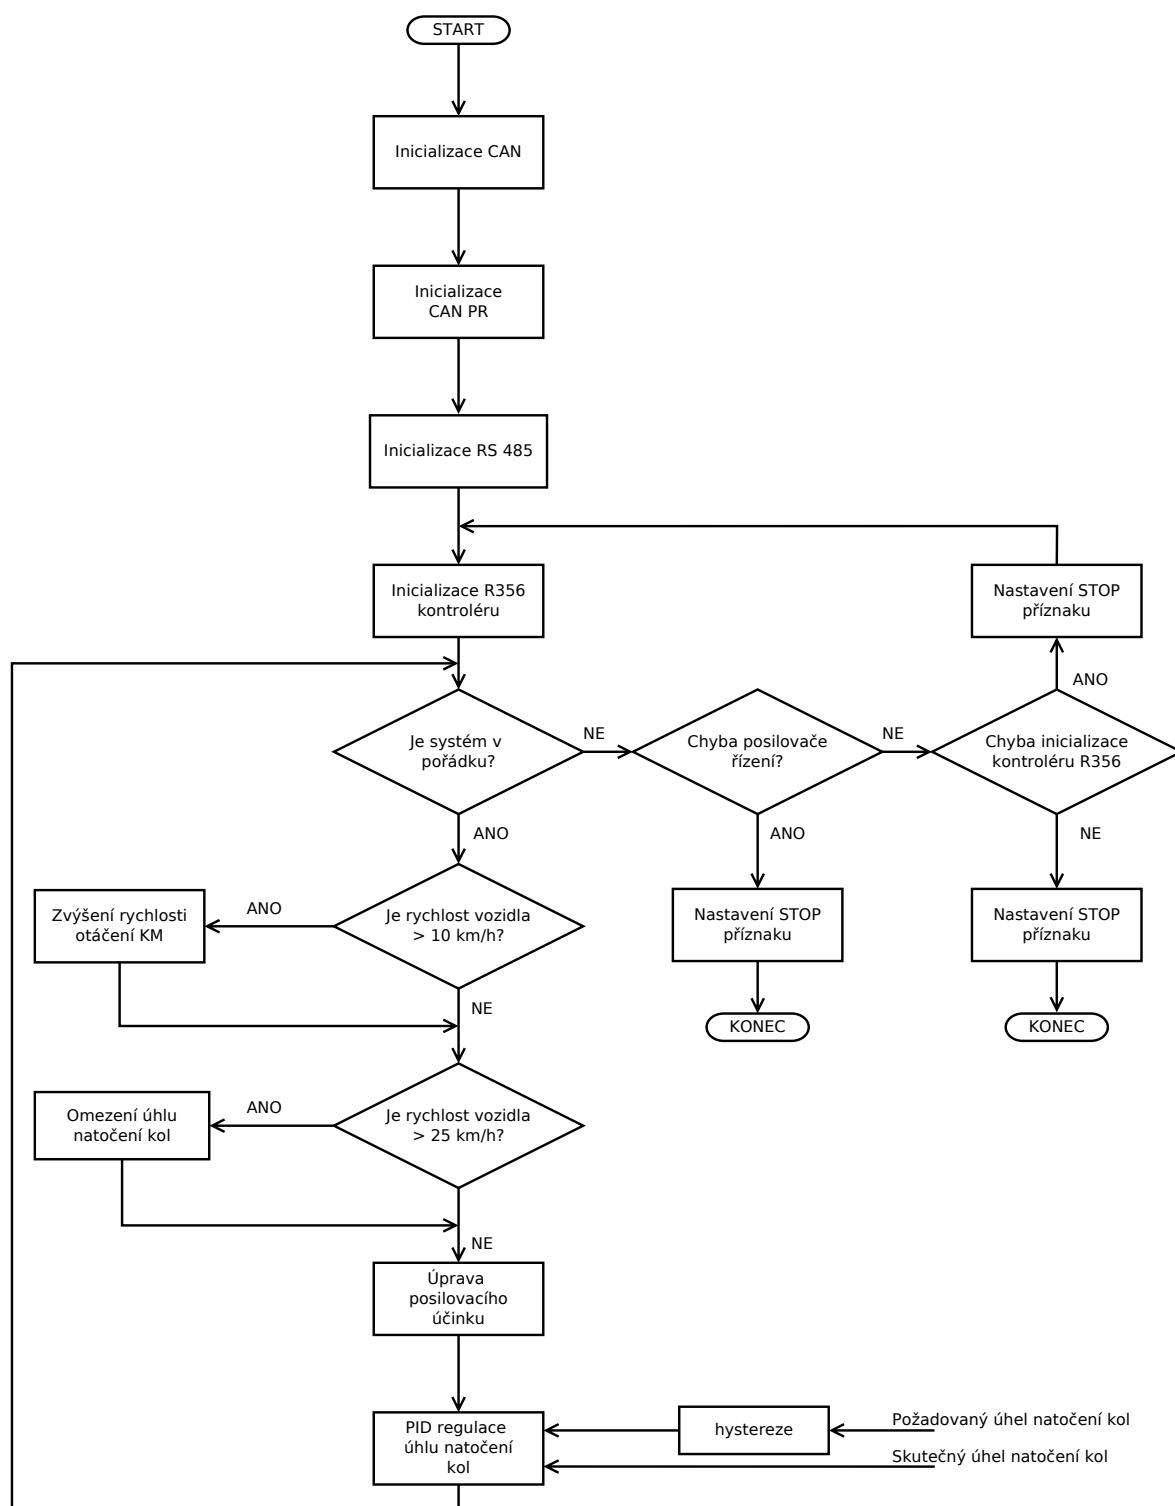 START
Inicializace CAN
Inicializace
CAN PR
Inicializace RS 485
Inicializace R356
kontroléru
Nastavení STOP
příznaku
ANO
Je systém v
pořádku?
NE
Chyba posilovače
řízení?
NE
Chyba inicializace
kontroléru R356
ANO
ANO
NE
Zvýšení rychlosti
otáčení KM
ANO
Je rychlost vozidla
> 10 km/h?
Nastavení STOP
příznaku
Nastavení STOP
příznaku
NE
KONEC
KONEC
Omezení úhlu
natočení kol
ANO
Je rychlost vozidla
> 25 km/h?
NE
Úprava
posilovacího
účinku
PID regulace
úhlu natočení
kol
hystereze
Požadovaný úhel natočení kol
Skutečný úhel natočení kol